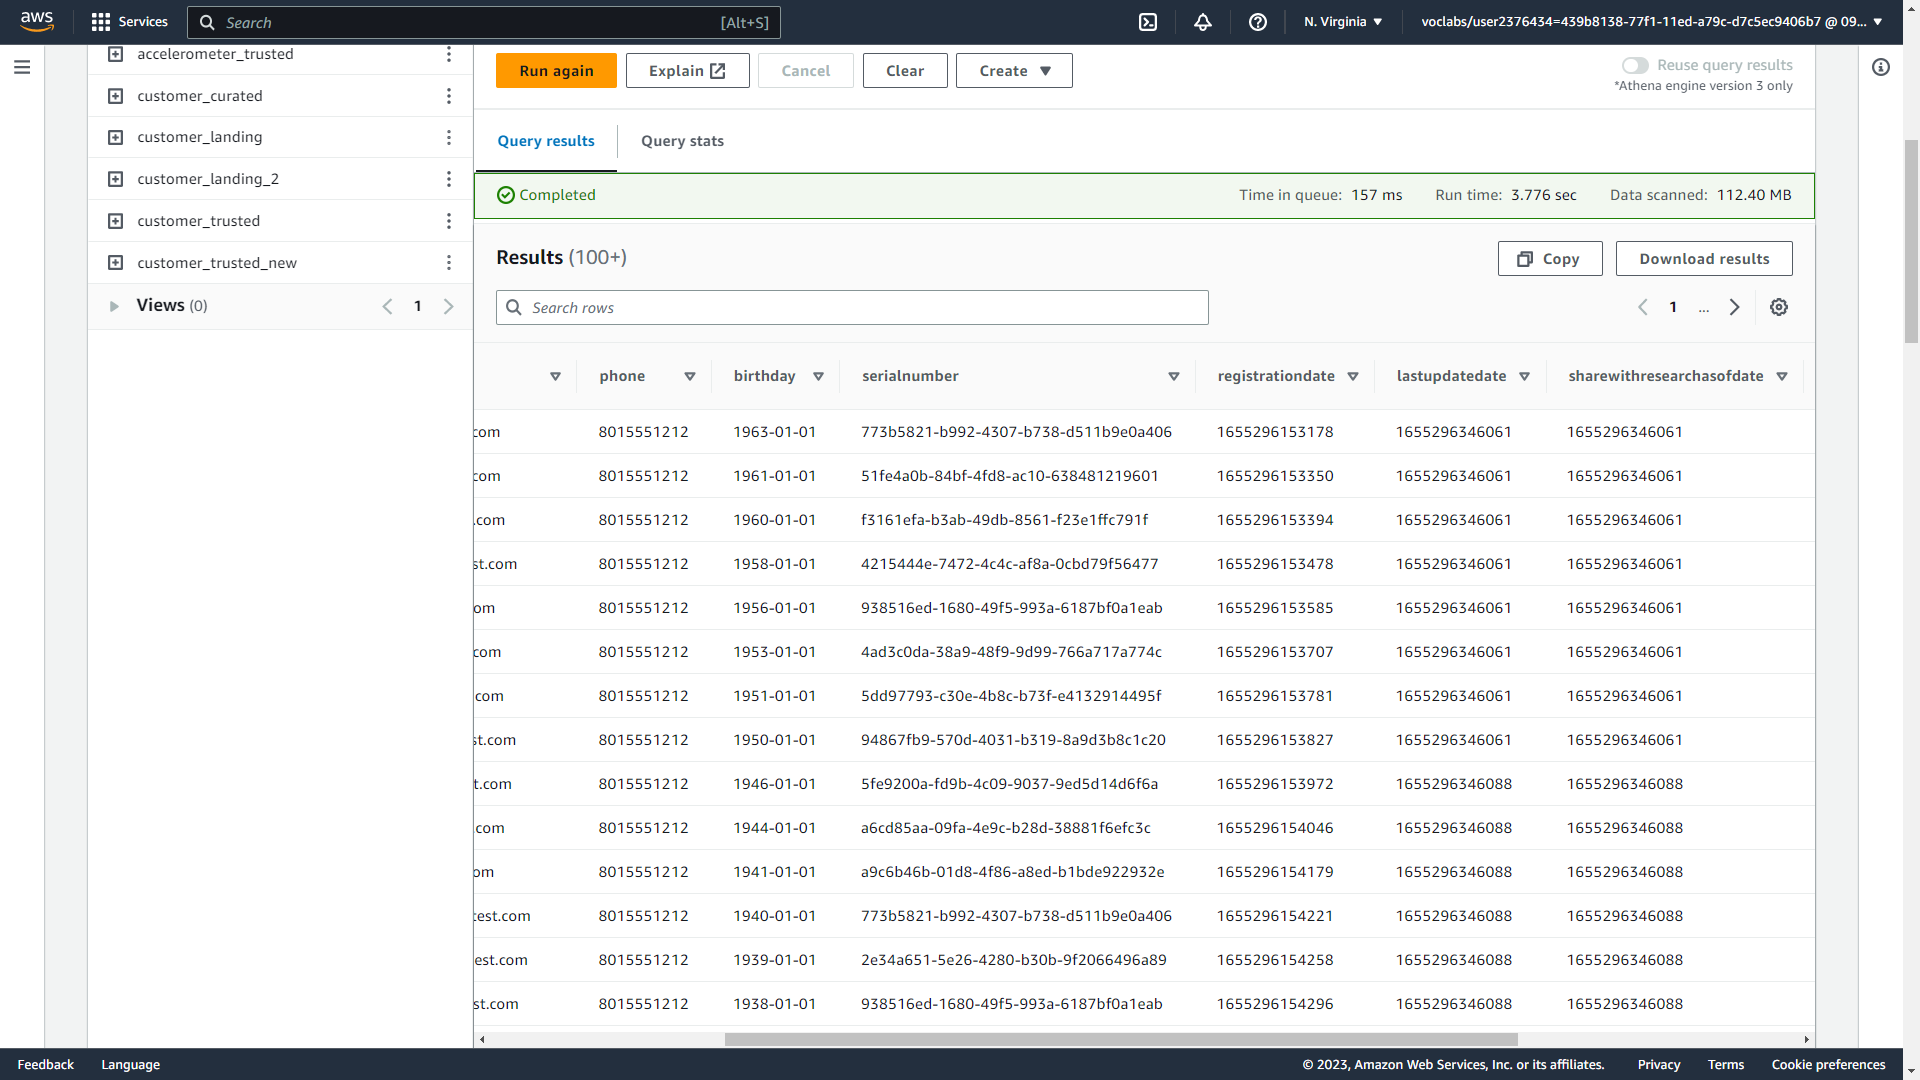 aws Services Search [Alt+S] N. Virginia voclabs/user2376434=439b8138-77f1-11ed-a79c-d7c5ec9406b7 @ 09...
accelerometer_trusted
customer_curated
customer_landing
customer_landing_2
customer_trusted
customer_trusted_new
Views (0) 1
Run again Explain Cancel Clear Create Reuse query results
*Athena engine version 3 only
Query results Query stats
Completed Time in queue: 157 ms Run time: 3.776 sec Data scanned: 112.40 MB
Results (100+) Copy Download results
Search rows 1 ...
phone birthday serialnumber registrationdate lastupdatedate sharewithresearchasofdate
com 8015551212 1963-01-01 773b5821-b992-4307-b738-d511b9e0a406 1655296153178 1655296346061 1655296346061
.com 8015551212 1961-01-01 51fe4a0b-84bf-4fd8-ac10-638481219601 1655296153350 1655296346061 1655296346061
.com 8015551212 1960-01-01 f3161efa-b3ab-49db-8561-f23e1ffc791f 1655296153394 1655296346061 1655296346061
st.com 8015551212 1958-01-01 4215444e-7472-4c4c-af8a-0cbd79f56477 1655296153478 1655296346061 1655296346061
om 8015551212 1956-01-01 938516ed-1680-49f5-993a-6187bf0a1eab 1655296153585 1655296346061 1655296346061
com 8015551212 1953-01-01 4ad3c0da-38a9-48f9-9d99-766a717a774c 1655296153707 1655296346061 1655296346061
.com 8015551212 1951-01-01 5dd97793-c30e-4b8c-b73f-e4132914495f 1655296153781 1655296346061 1655296346061
st.com 8015551212 1950-01-01 94867fb9-570d-4031-b319-8a9d3b8c1c20 1655296153827 1655296346061 1655296346061
t.com 8015551212 1946-01-01 5fe9200a-fd9b-4c09-9037-9ed5d14d6f6a 1655296153972 1655296346088 1655296346088
.com 8015551212 1944-01-01 a6cd85aa-09fa-4e9c-b28d-38881f6efc3c 1655296154046 1655296346088 1655296346088
om 8015551212 1941-01-01 a9c6b46b-01d8-4f86-a8ed-b1bde922932e 1655296154179 1655296346088 1655296346088
test.com 8015551212 1940-01-01 773b5821-b992-4307-b738-d511b9e0a406 1655296154221 1655296346088 1655296346088
est.com 8015551212 1939-01-01 2e34a651-5e26-4280-b30b-9f2066496a89 1655296154258 1655296346088 1655296346088
st.com 8015551212 1938-01-01 938516ed-1680-49f5-993a-6187bf0a1eab 1655296154296 1655296346088 1655296346088
Feedback Language © 2023, Amazon Web Services, Inc. or its affiliates. Privacy Terms Cookie preferences